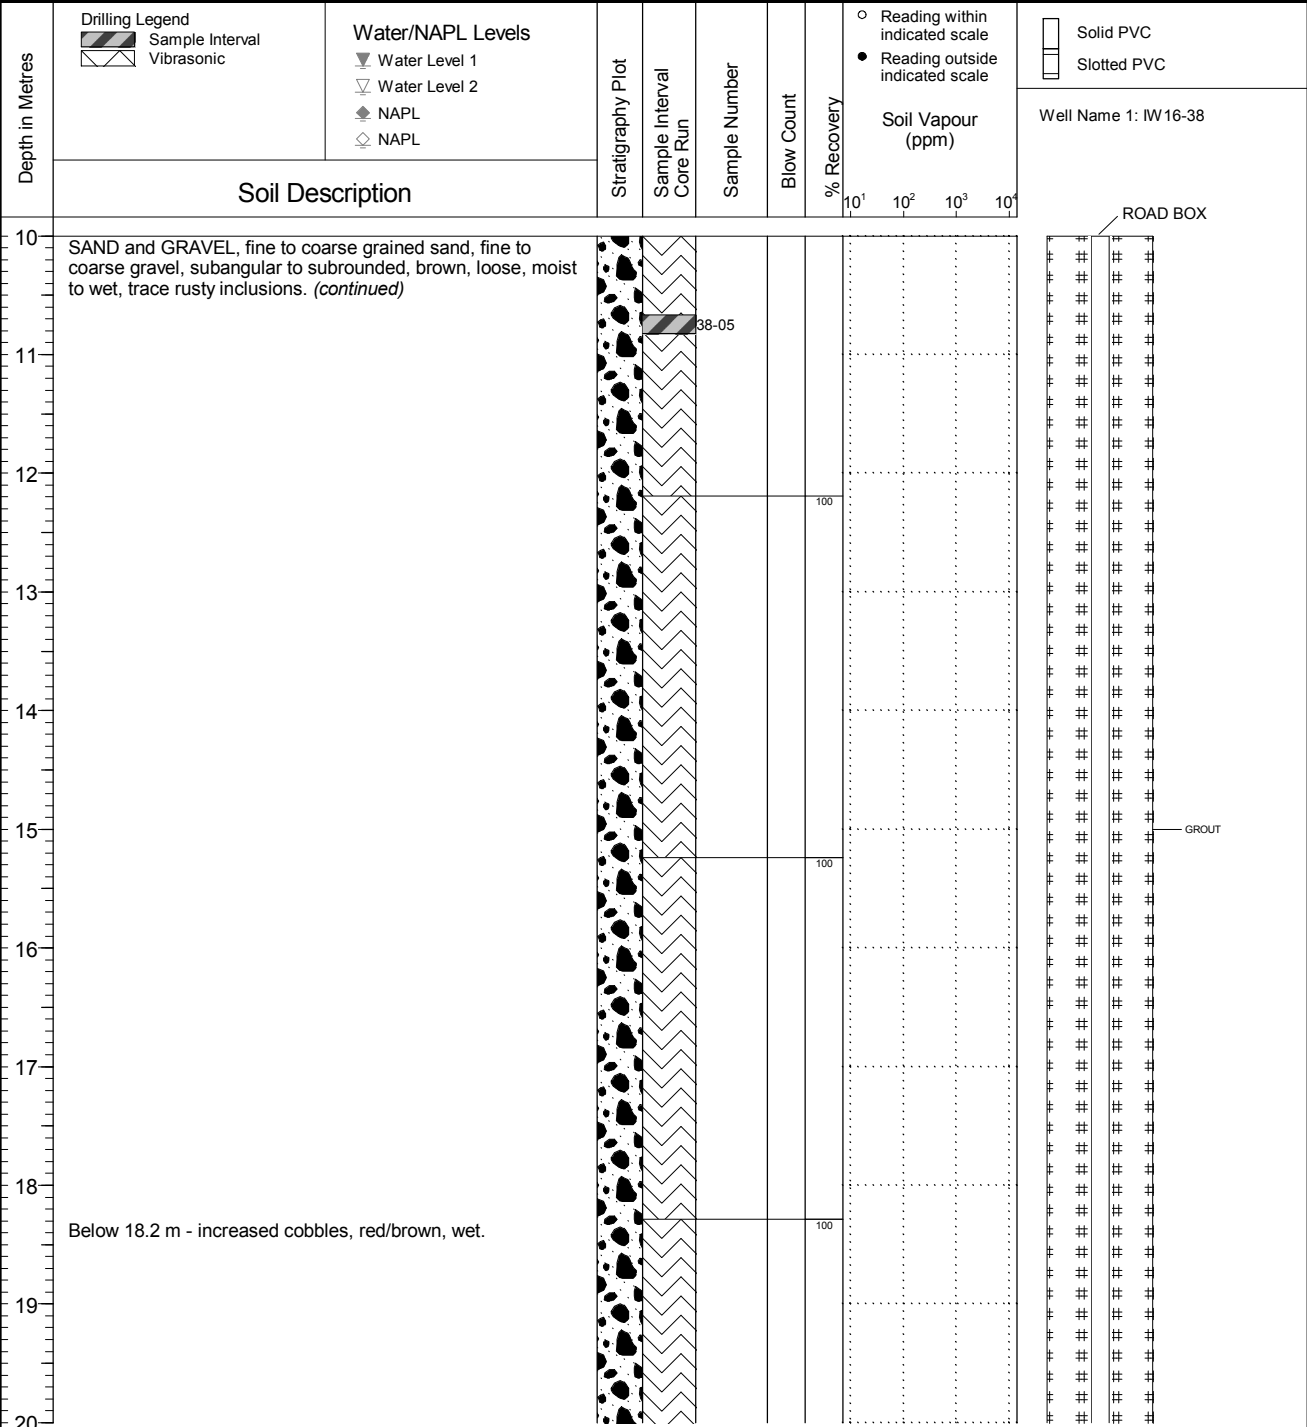 Depth in Metres
Drilling Legend
Sample Interval
Vibrasonic
Water/NAPL Levels
Water Level 1
Water Level 2
NAPL
NAPL
Soil Description
Stratigraphy Plot
Sample Interval
Core Run
Sample Number
Blow Count
% Recovery
Reading within
indicated scale
Reading outside
indicated scale
Soil Vapour
(ppm)
10¹ 10² 10³ 10⁴
Solid PVC
Slotted PVC
Well Name 1: IW16-38
ROAD BOX
10
SAND and GRAVEL, fine to coarse grained sand, fine to
coarse gravel, subangular to subrounded, brown, loose, moist
to wet, trace rusty inclusions. (continued)
38-05
11
12
100
13
14
15
GROUT
100
16
17
18
100
Below 18.2 m - increased cobbles, red/brown, wet.
19
20